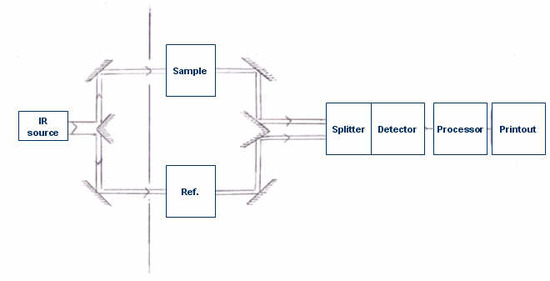 Sample
IR
source
Splitter
Detector
Processor
Printout
Ref.